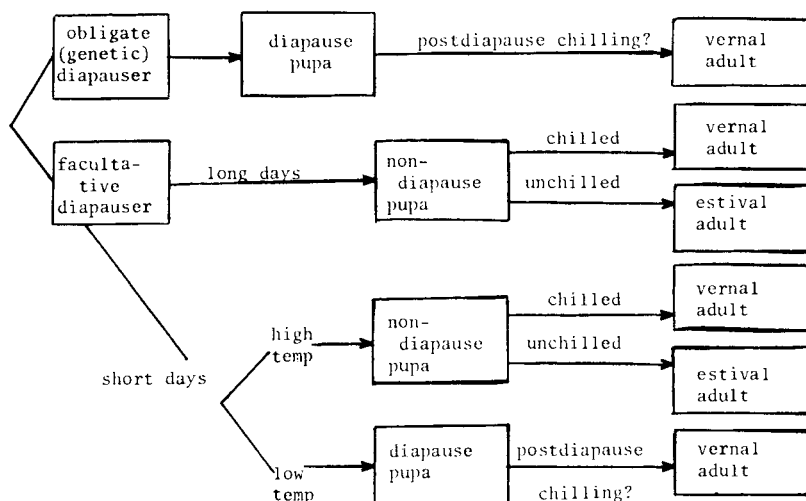 obligate
(genetic)
diapauser
diapause
pupa
postdiapause chilling?
vernal
adult
faculta-
tive
diapauser
long days
non-
diapause
pupa
chilled
unchilled
vernal
adult
estival
adult
short days
high
temp
non-
diapause
pupa
chilled
unchilled
vernal
adult
estival
adult
low
temp
diapause
pupa
postdiapause
chilling?
vernal
adult